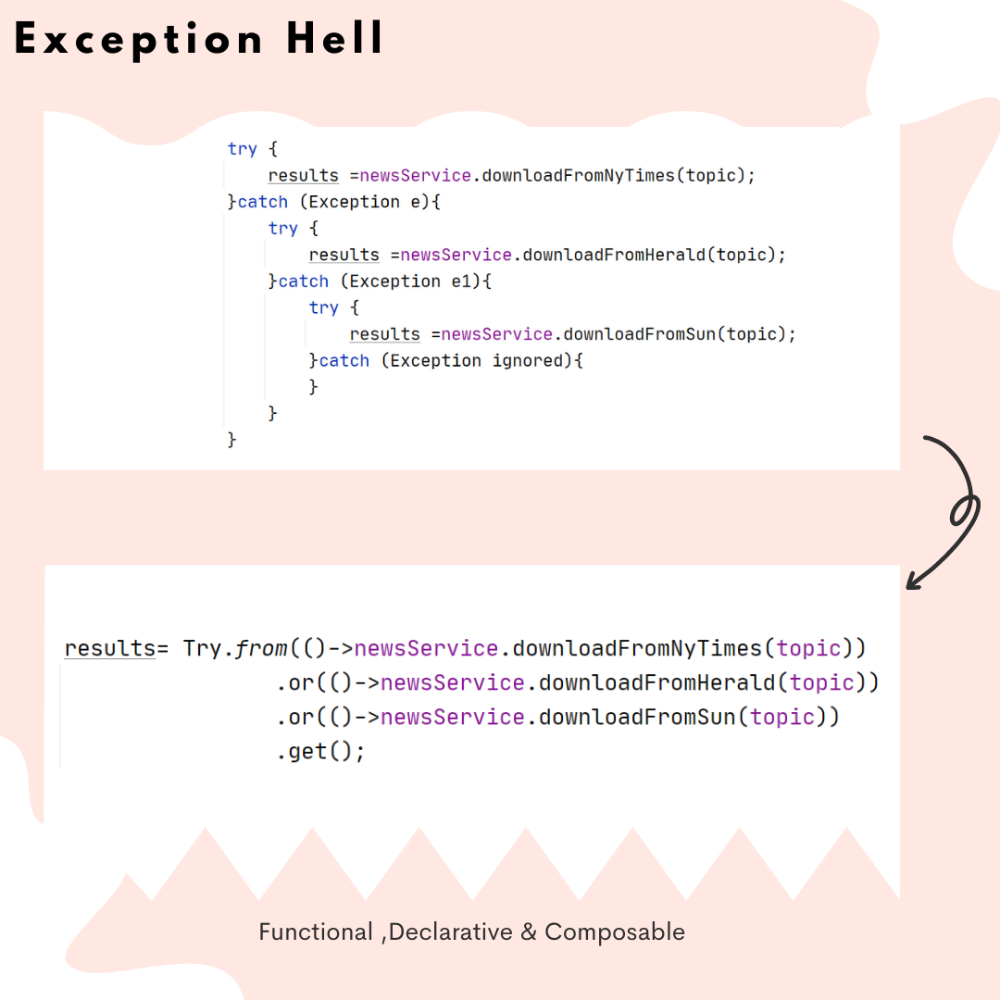 Exception Hell
try {
    results =newsService.downloadFromNyTimes(topic);
}catch (Exception e){
    try {
        results =newsService.downloadFromHerald(topic);
    }catch (Exception e1){
        try {
            results =newsService.downloadFromSun(topic);
        }catch (Exception ignored){
        }
    }
}
results= Try.from(()->newsService.downloadFromNyTimes(topic))
                .or(()->newsService.downloadFromHerald(topic))
                .or(()->newsService.downloadFromSun(topic))
                .get();
Functional ,Declarative & Composable